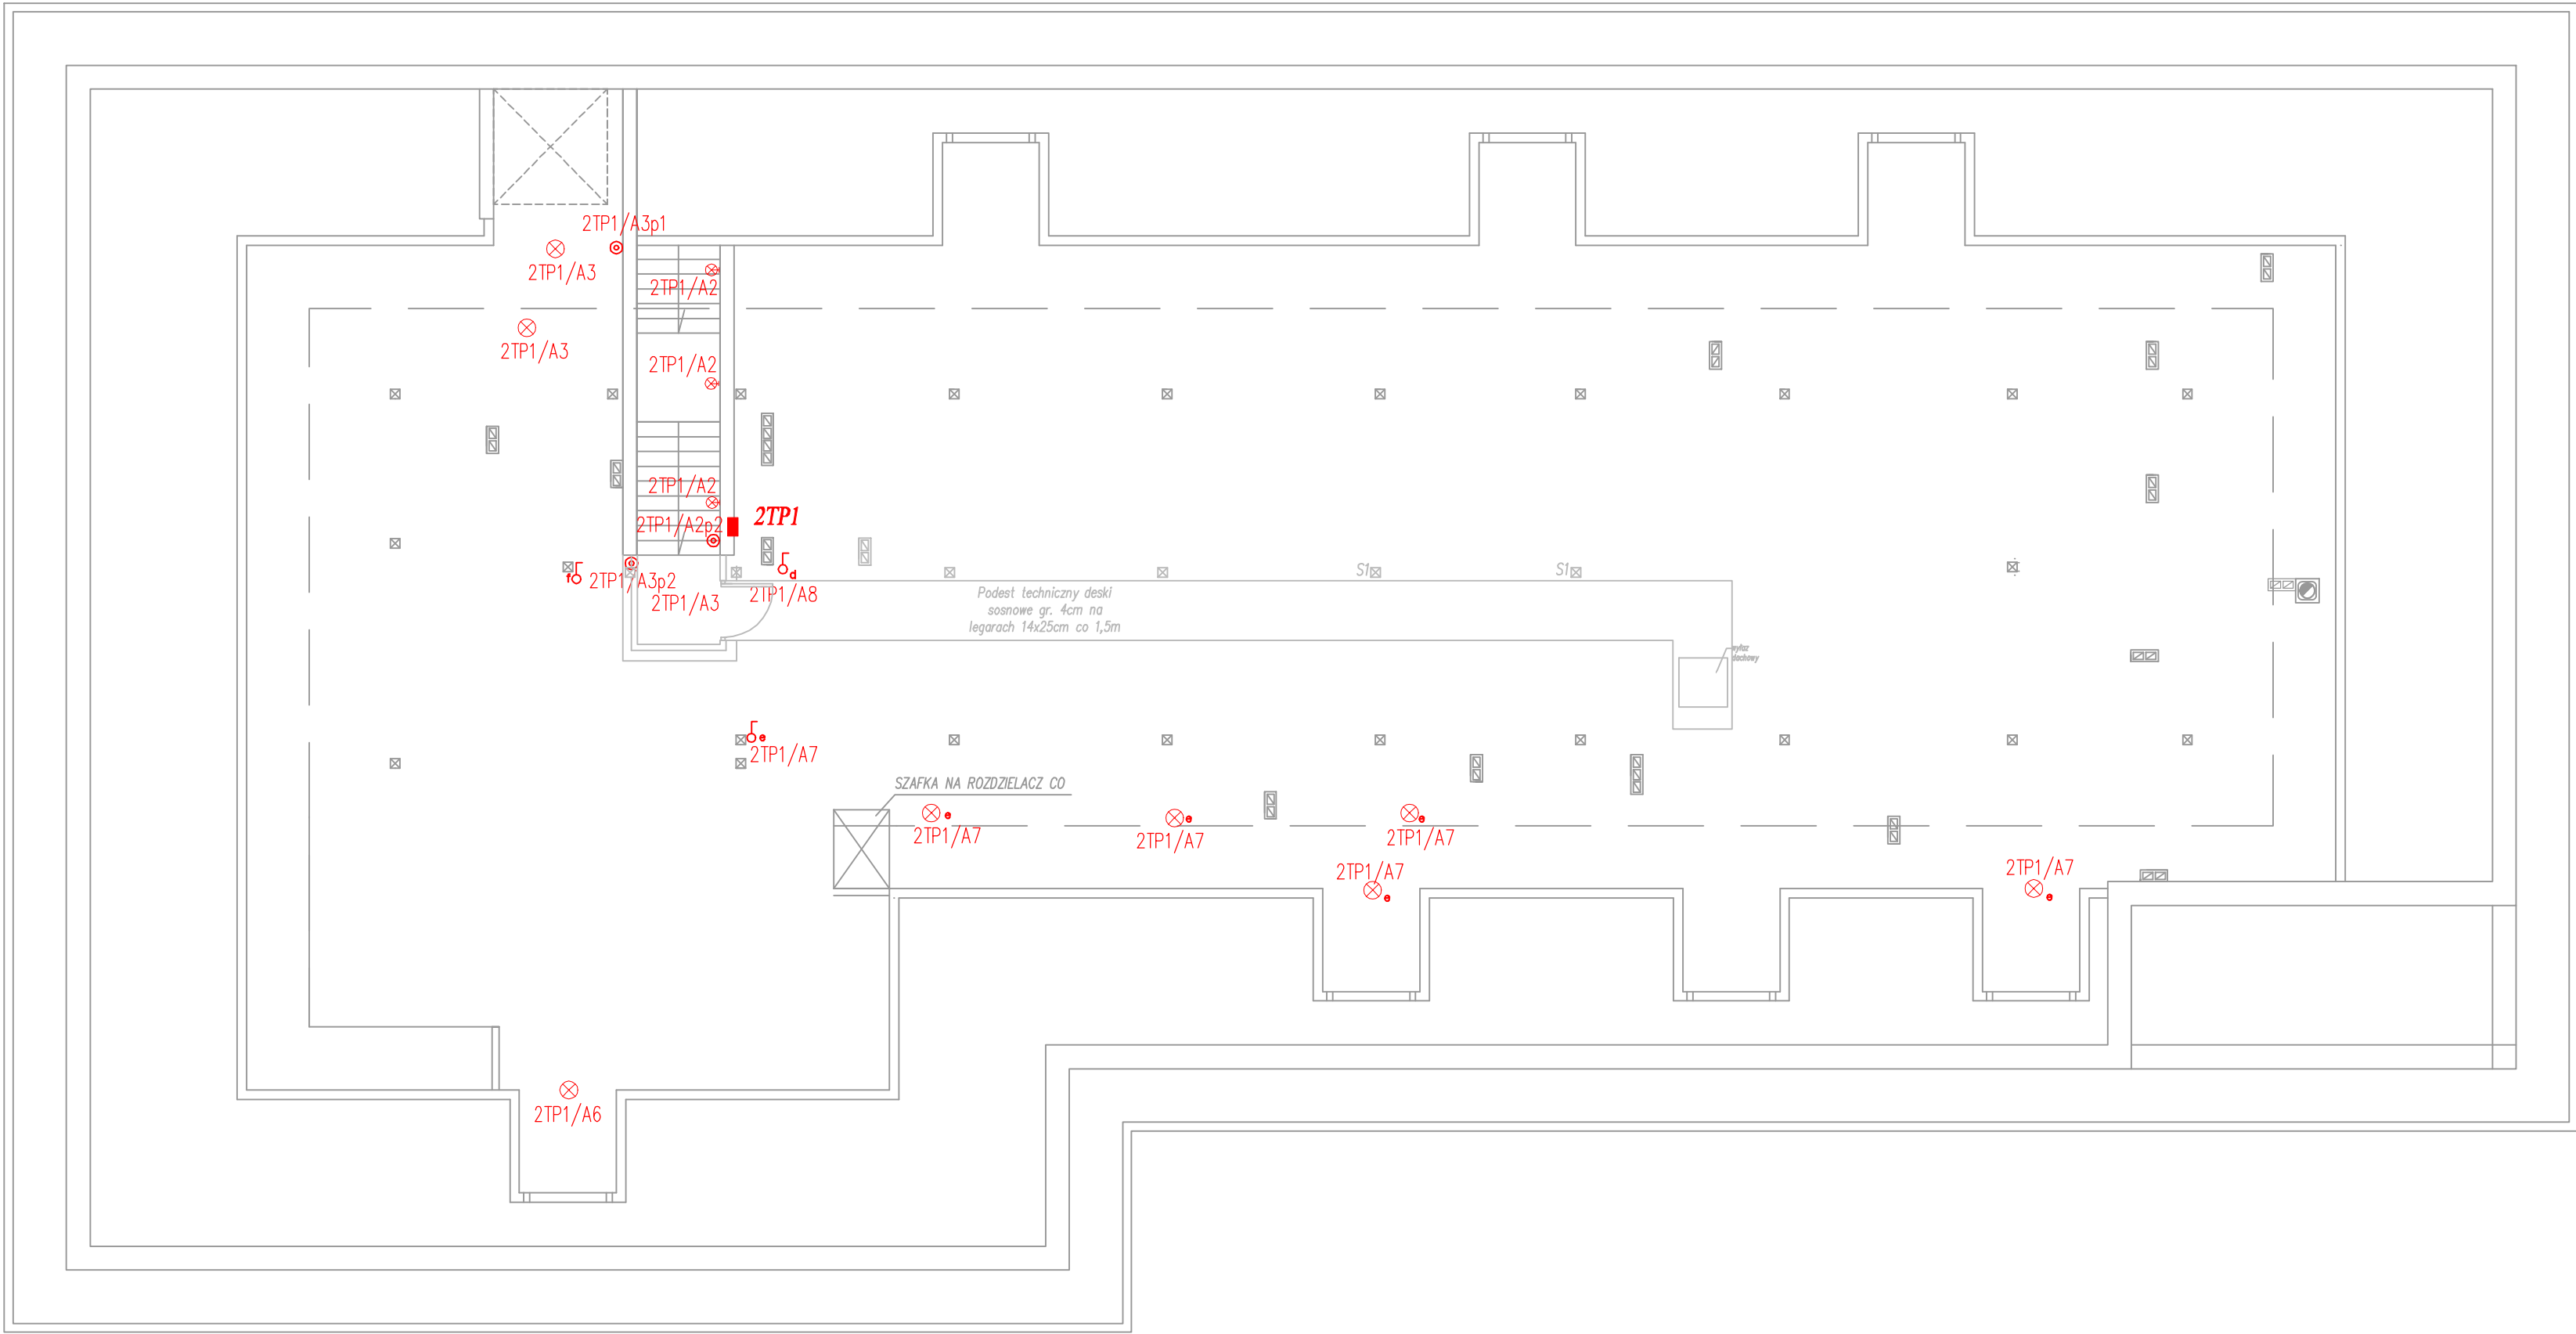 2TP1/A3p1
2TP1/A3
2TP1/A2
2TP1/A3
2TP1/A2
2TP1/A2
2TP1
2TP1/A2p2
f
2TP1/A3p2
d
2TP1/A8
2TP1/A3
Podest techniczny deski
sosnowe gr. 4cm na
legarach 14x25cm co 1,5m
S1
S1
wyłaz
dachowy
e
2TP1/A7
SZAFKA NA ROZDZIELACZ CO
e
2TP1/A7
e
2TP1/A7
e
2TP1/A7
2TP1/A7
e
2TP1/A7
e
2TP1/A6